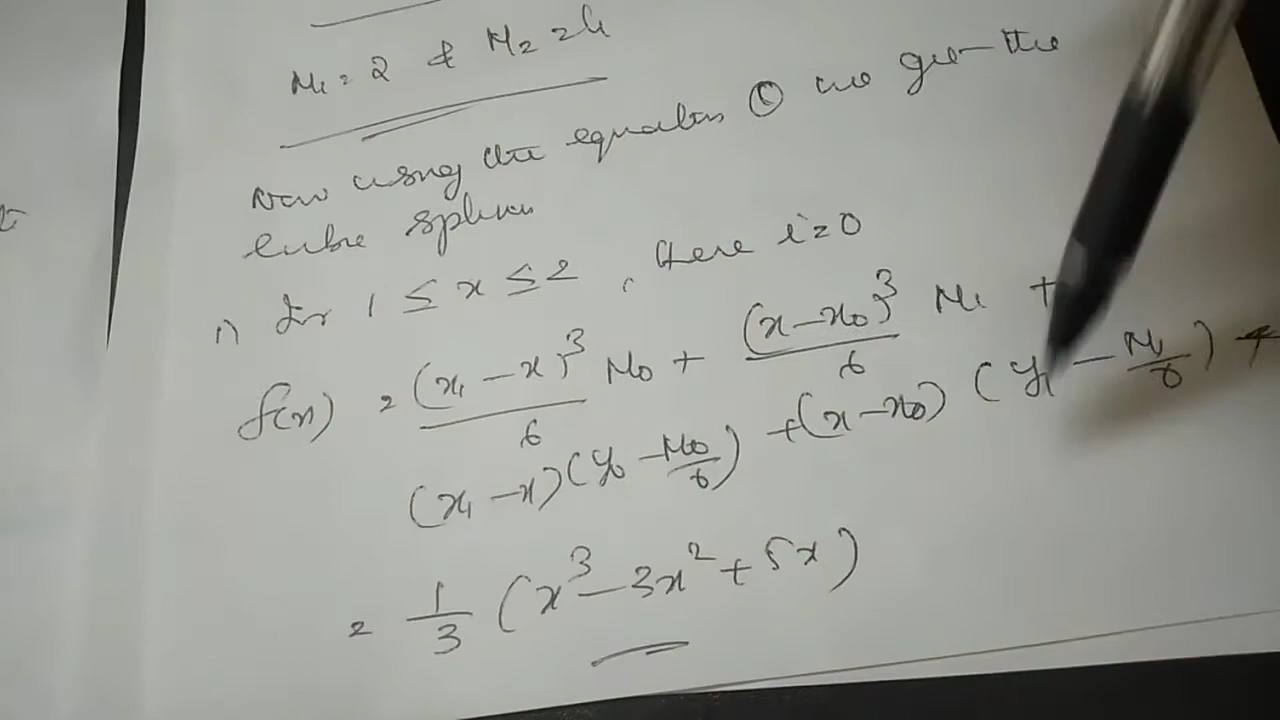 M₁ = 2 & M₂ = 4
Now using the equation ① we get the
cubic spline
1) for 1 ≤ x ≤ 2, Here i = 0
f(x) = (x₁ - x)³/6 M₀ + (x - x₀)³/6 M₁ +
(x₁ - x)(y₀ - M₀/6) + (x - x₀)(y₁ - M₁/6) +
= 1/3 (x³ - 3x² + 5x)